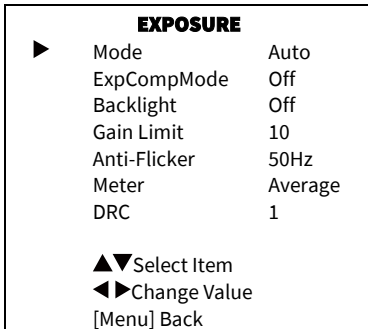 EXPOSURE
▶ Mode Auto
ExpCompMode Off
Backlight Off
Gain Limit 10
Anti-Flicker 50Hz
Meter Average
DRC 1
▲▼Select Item
◀▶Change Value
[Menu] Back